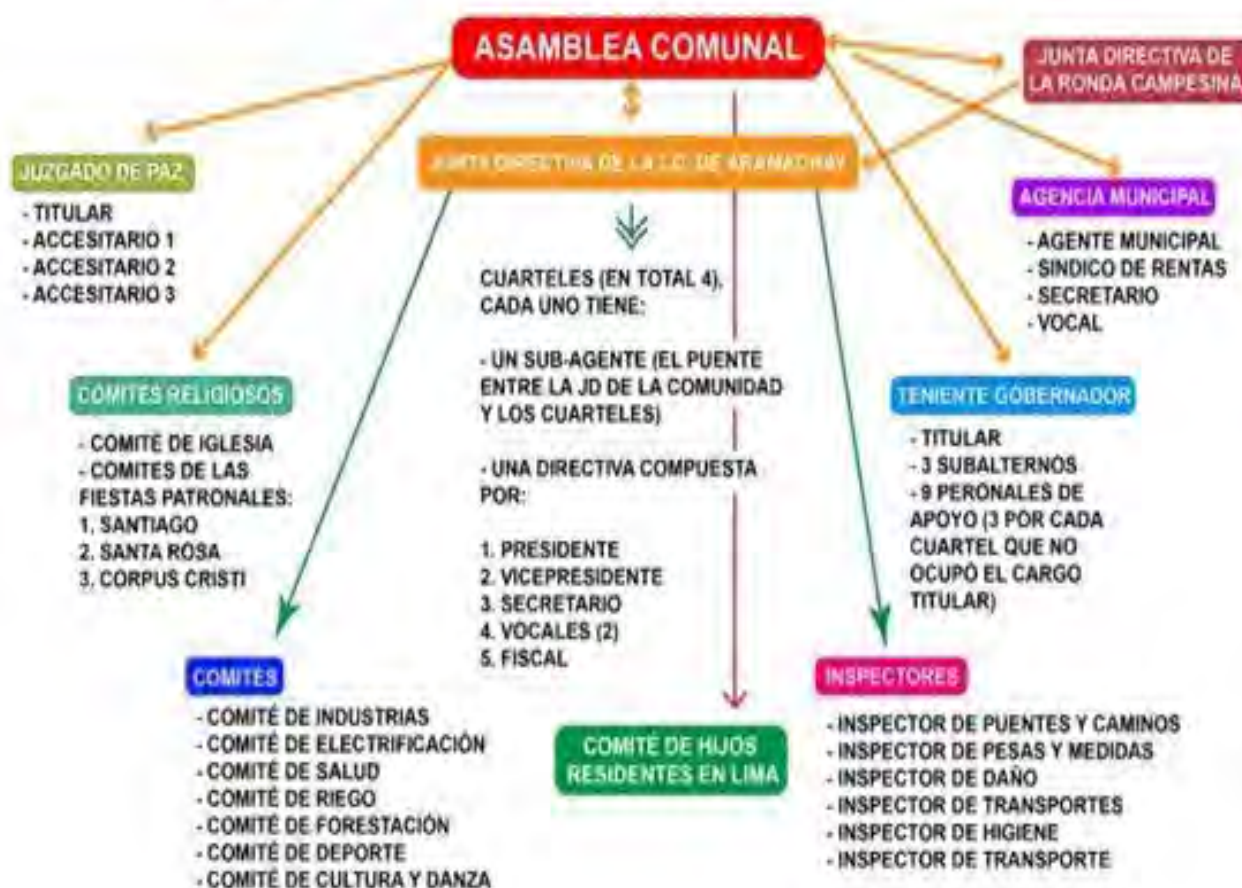 ASAMBLEA COMUNAL
JUNTA DIRECTIVA DE
LA RONDA CAMPESINA
JUNTA DIRECTIVA DE LA I.C. DE ARAMACHAY
JUZGADO DE PAZ
- TITULAR
- ACCESITARIO 1
- ACCESITARIO 2
- ACCESITARIO 3
AGENCIA MUNICIPAL
- AGENTE MUNICIPAL
- SINDICO DE RENTAS
- SECRETARIO
- VOCAL
CUARTELES (EN TOTAL 4),
CADA UNO TIENE:
- UN SUB-AGENTE (EL PUENTE
ENTRE LA JD DE LA COMUNIDAD
Y LOS CUARTELES)
- UNA DIRECTIVA COMPUESTA
POR:
1. PRESIDENTE
2. VICEPRESIDENTE
3. SECRETARIO
4. VOCALES (2)
5. FISCAL
COMITES RELIGIOSOS
- COMITÉ DE IGLESIA
- COMITES DE LAS
FIESTAS PATRONALES:
1. SANTIAGO
2. SANTA ROSA
3. CORPUS CRISTI
TENIENTE GOBERNADOR
- TITULAR
- 3 SUBALTERNOS
- 9 PERONALES DE
APOYO (3 POR CADA
CUARTEL QUE NO
OCUPÓ EL CARGO
TITULAR)
COMITES
- COMITÉ DE INDUSTRIAS
- COMITÉ DE ELECTRIFICACIÓN
- COMITÉ DE SALUD
- COMITÉ DE RIEGO
- COMITÉ DE FORESTACIÓN
- COMITÉ DE DEPORTE
- COMITÉ DE CULTURA Y DANZA
COMITÉ DE HIJOS
RESIDENTES EN LIMA
INSPECTORES
- INSPECTOR DE PUENTES Y CAMINOS
- INSPECTOR DE PESAS Y MEDIDAS
- INSPECTOR DE DAÑO
- INSPECTOR DE TRANSPORTES
- INSPECTOR DE HIGIENE
- INSPECTOR DE TRANSPORTE